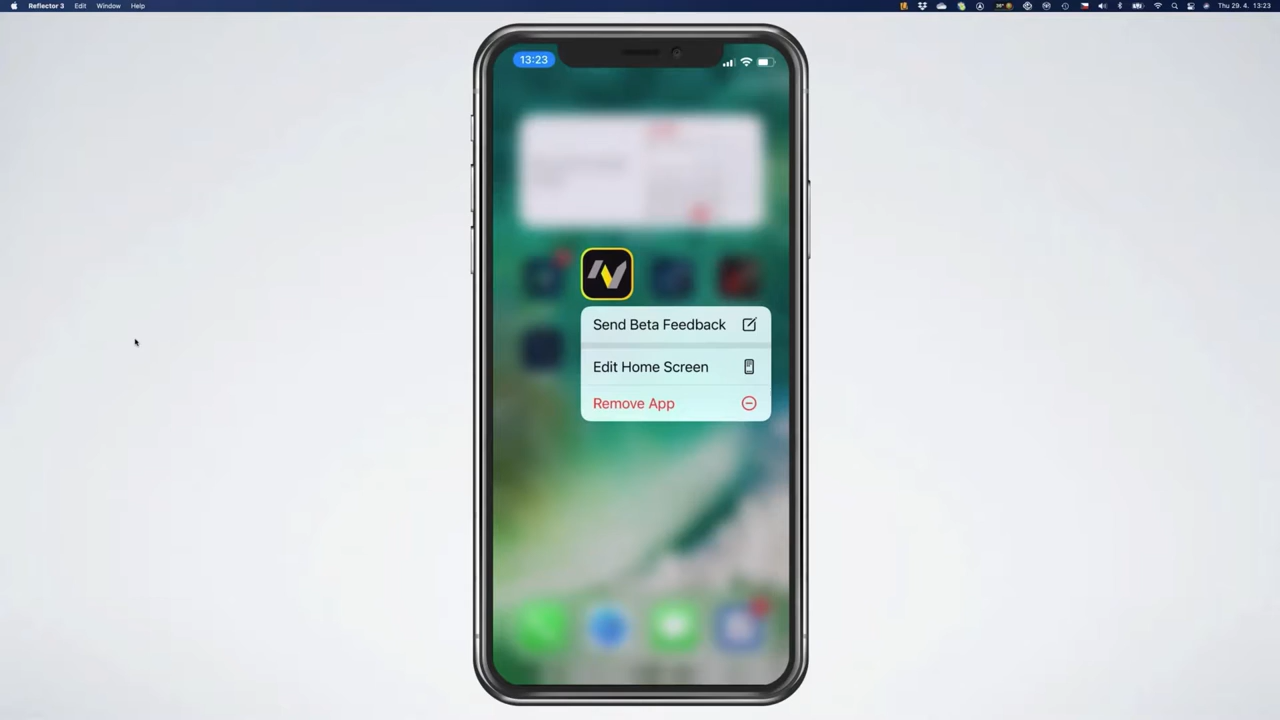 Reflector 3 Edit Window Help
Thu 29. 4. 13:23
13:23
Send Beta Feedback
Edit Home Screen
Remove App